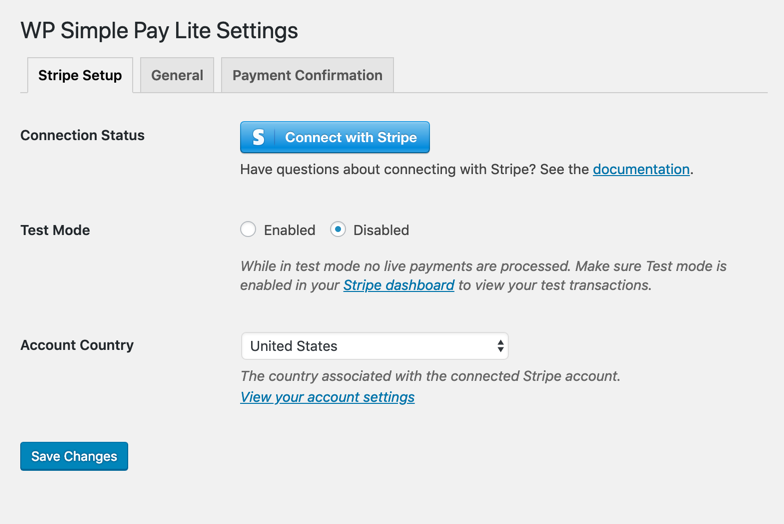 WP Simple Pay Lite Settings
Stripe Setup
General
Payment Confirmation
Connection Status
S Connect with Stripe
Have questions about connecting with Stripe? See the documentation.
Test Mode
Enabled
Disabled
While in test mode no live payments are processed. Make sure Test mode is
enabled in your Stripe dashboard to view your test transactions.
Account Country
United States
The country associated with the connected Stripe account.
View your account settings
Save Changes